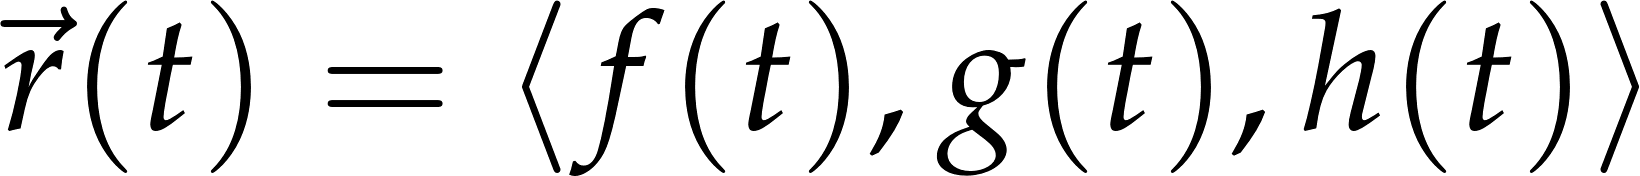 r⃗(t) = ⟨f(t), g(t), h(t)⟩